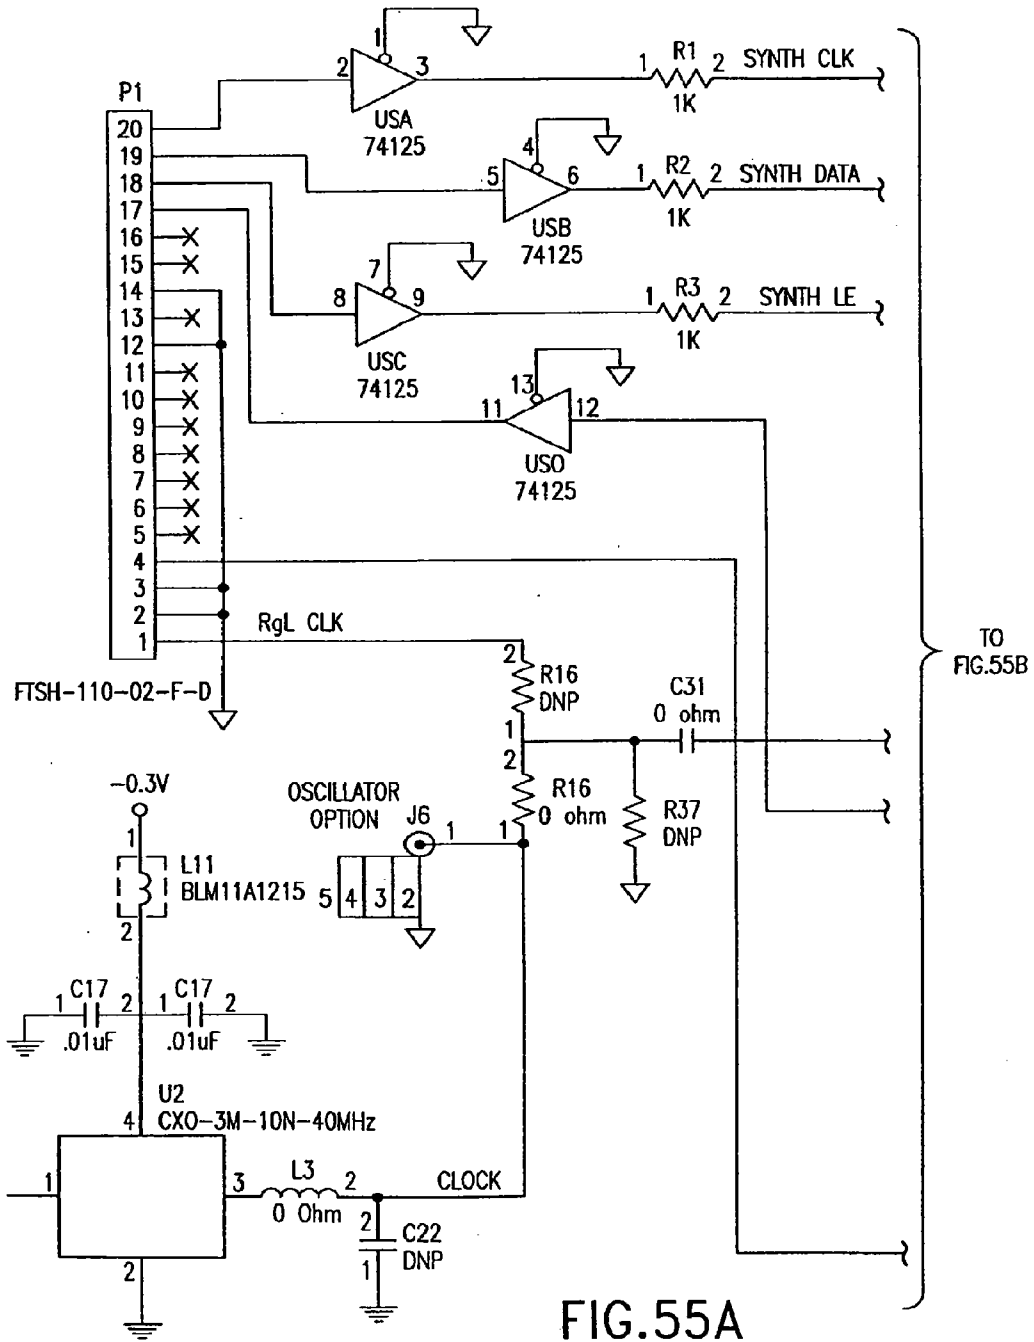 1
2 3
USA
74125
1 R1 2 SYNTH CLK
1K
P1
20
19
18
17
16
15
14
13
12
11
10
9
8
7
6
5
4
3
2
1
FTSH-110-02-F-D
4
5 6
USB
74125
1 R2 2 SYNTH DATA
1K
7
8 9
USC
74125
1 R3 2 SYNTH LE
1K
13
11 12
USO
74125
RgL CLK
TO
FIG.55B
2
R16
DNP
1
C31
0 ohm
2
R16
0 ohm
1
R37
DNP
OSCILLATOR
OPTION
J6
1
5 4 3 2
-0.3V
1
L11
BLM11A1215
2
1 C17 2
.01uF
1 C17 2
.01uF
U2
CXO-3M-10N-40MHz
4
1
3
2
L3
2
0 Ohm
CLOCK
2
C22
DNP
1
FIG.55A